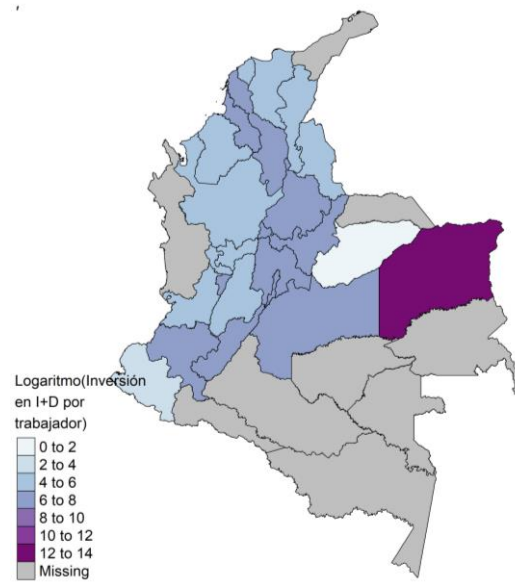 ,
Logaritmo(Inversión
en I+D por
trabajador)
0 to 2
2 to 4
4 to 6
6 to 8
8 to 10
10 to 12
12 to 14
Missing